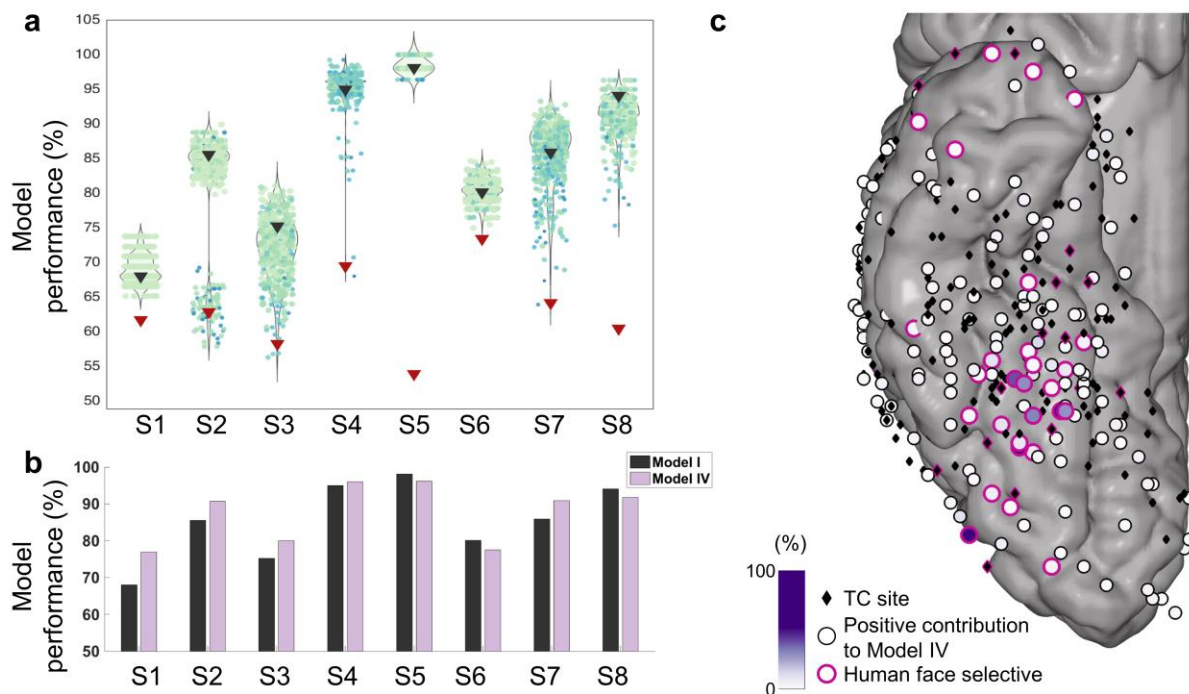 a
Model
performance (%)
105
100
95
90
85
80
75
70
65
60
55
50
S1 S2 S3 S4 S5 S6 S7 S8
b
Model
performance (%)
100
90
80
70
60
50
Model I
Model IV
S1 S2 S3 S4 S5 S6 S7 S8
c
(%)
100
0
TC site
Positive contribution
to Model IV
Human face selective